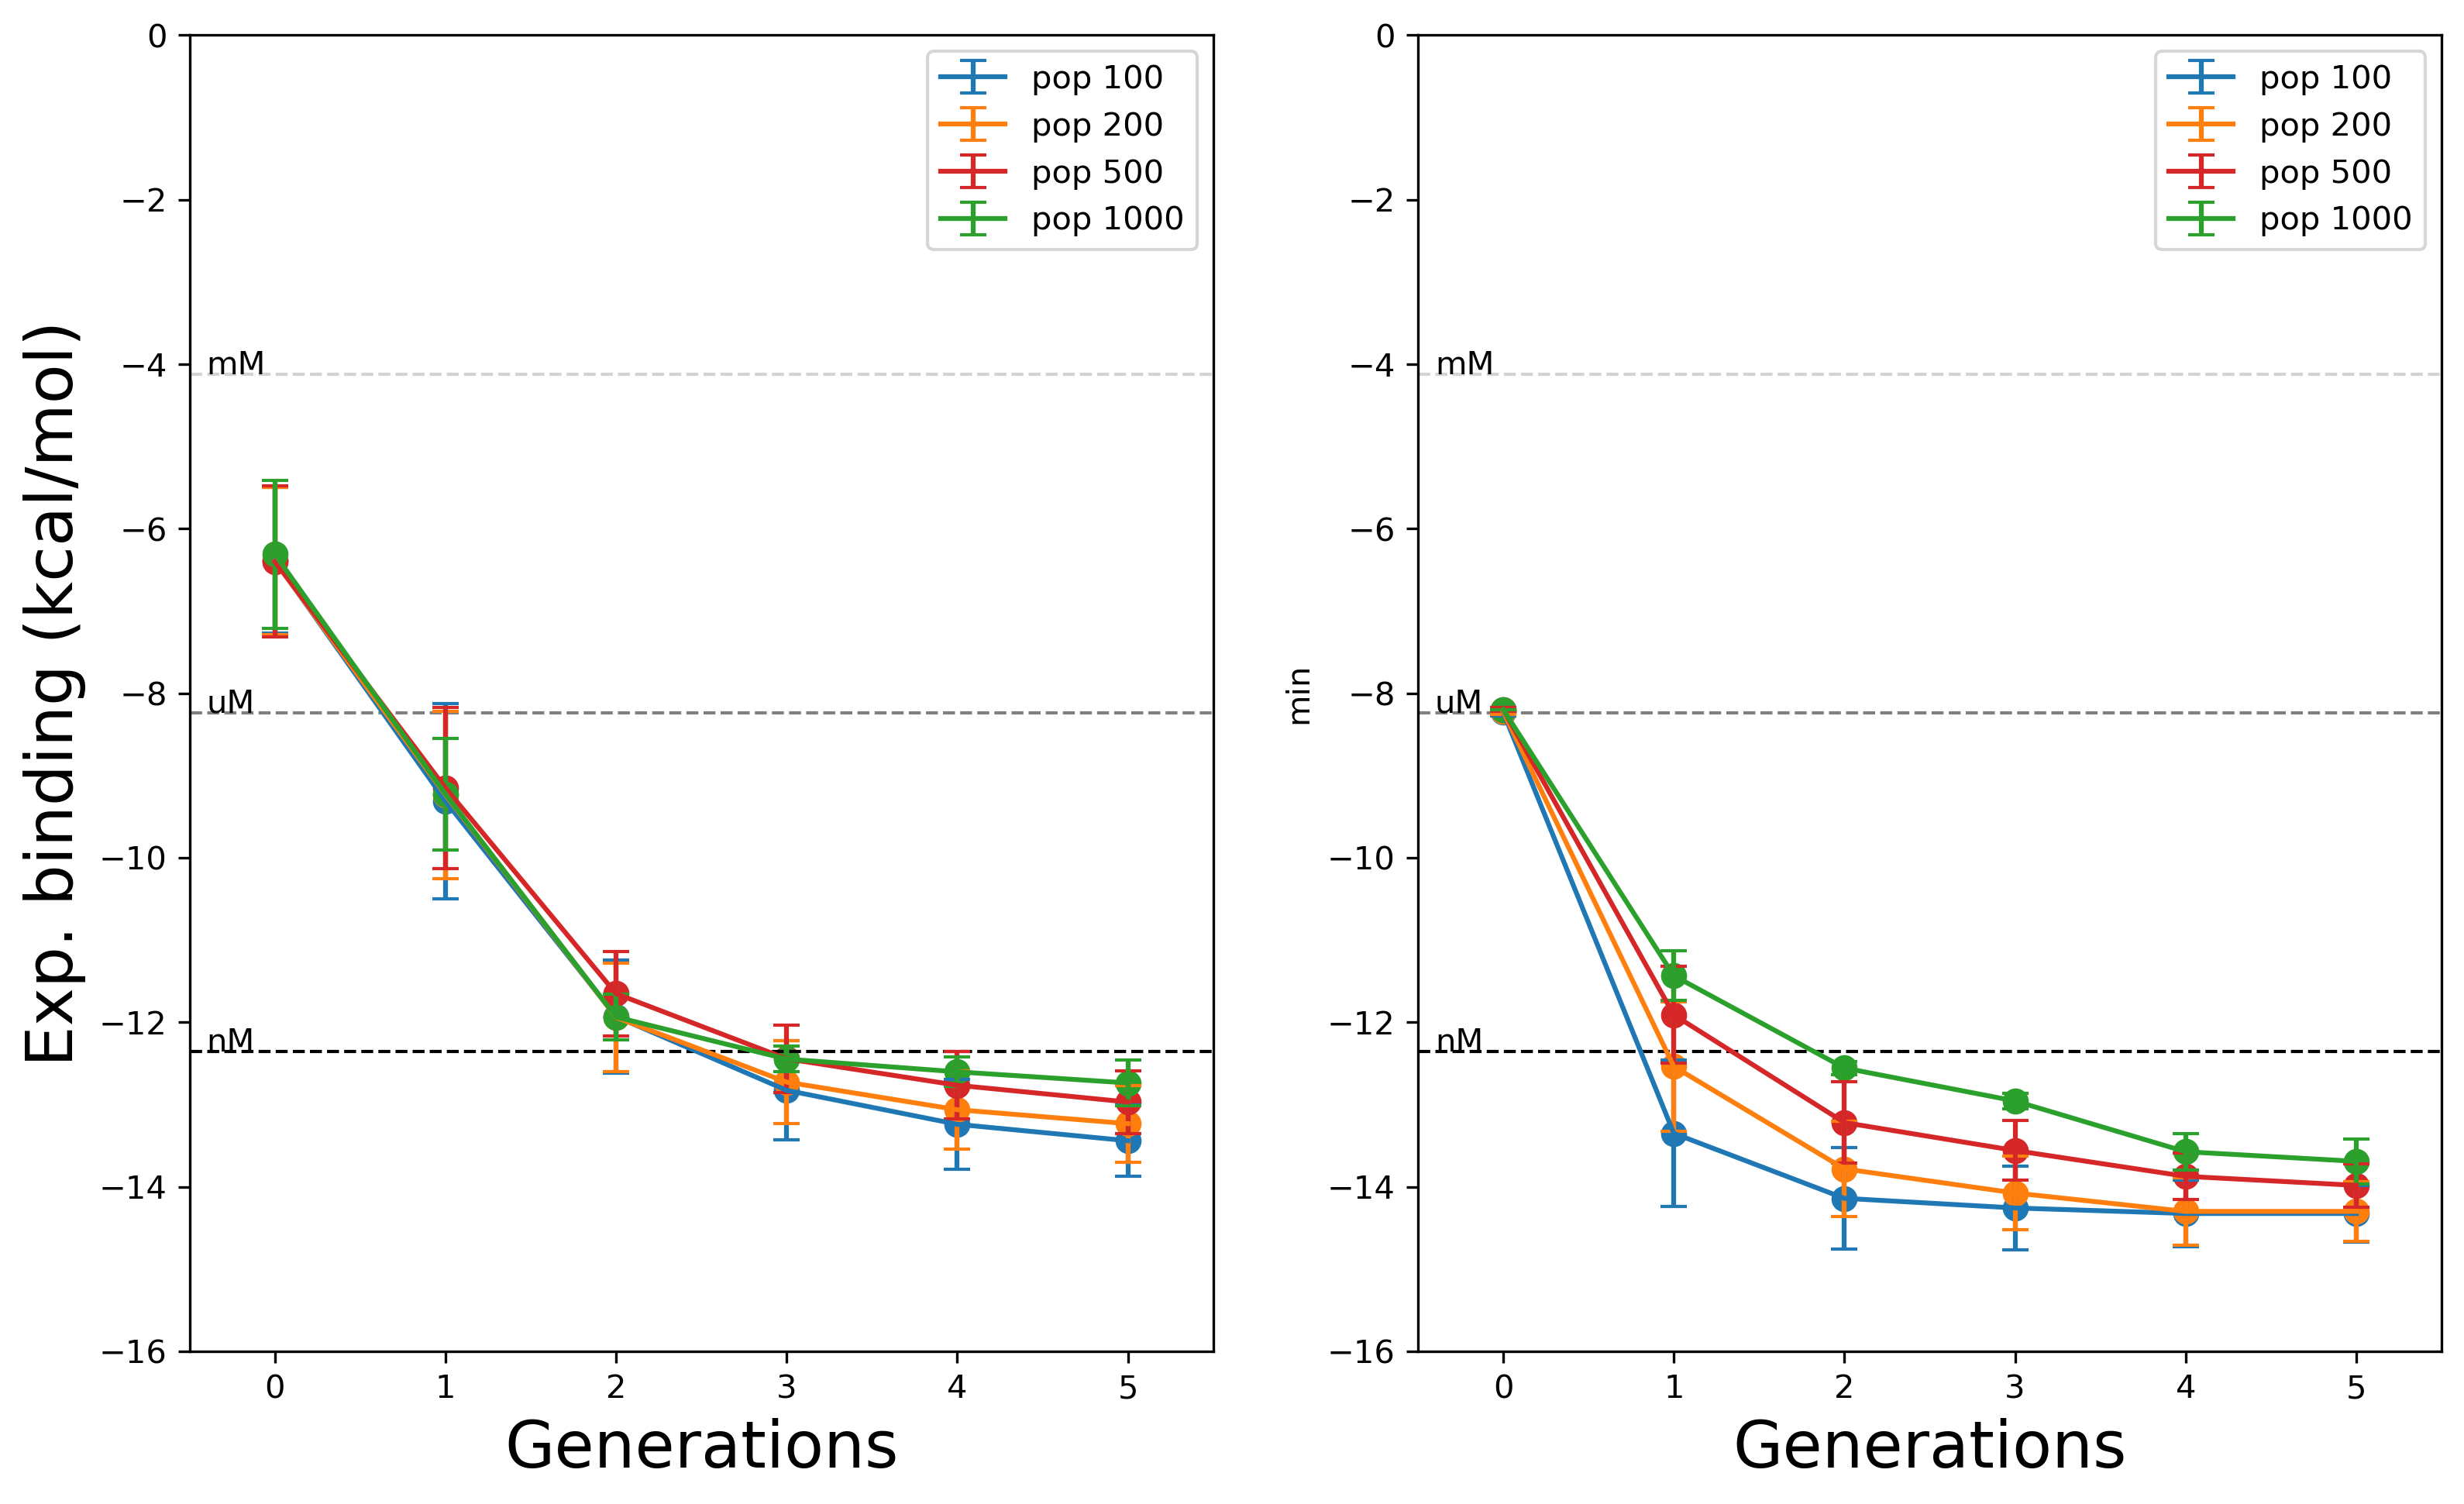 Exp. binding (kcal/mol)
0
−2
−4
−6
−8
−10
−12
−14
−16
mM
uM
nM
pop 100
pop 200
pop 500
pop 1000
0 1 2 3 4 5
Generations
min
0
−2
−4
−6
−8
−10
−12
−14
−16
mM
uM
nM
pop 100
pop 200
pop 500
pop 1000
0 1 2 3 4 5
Generations